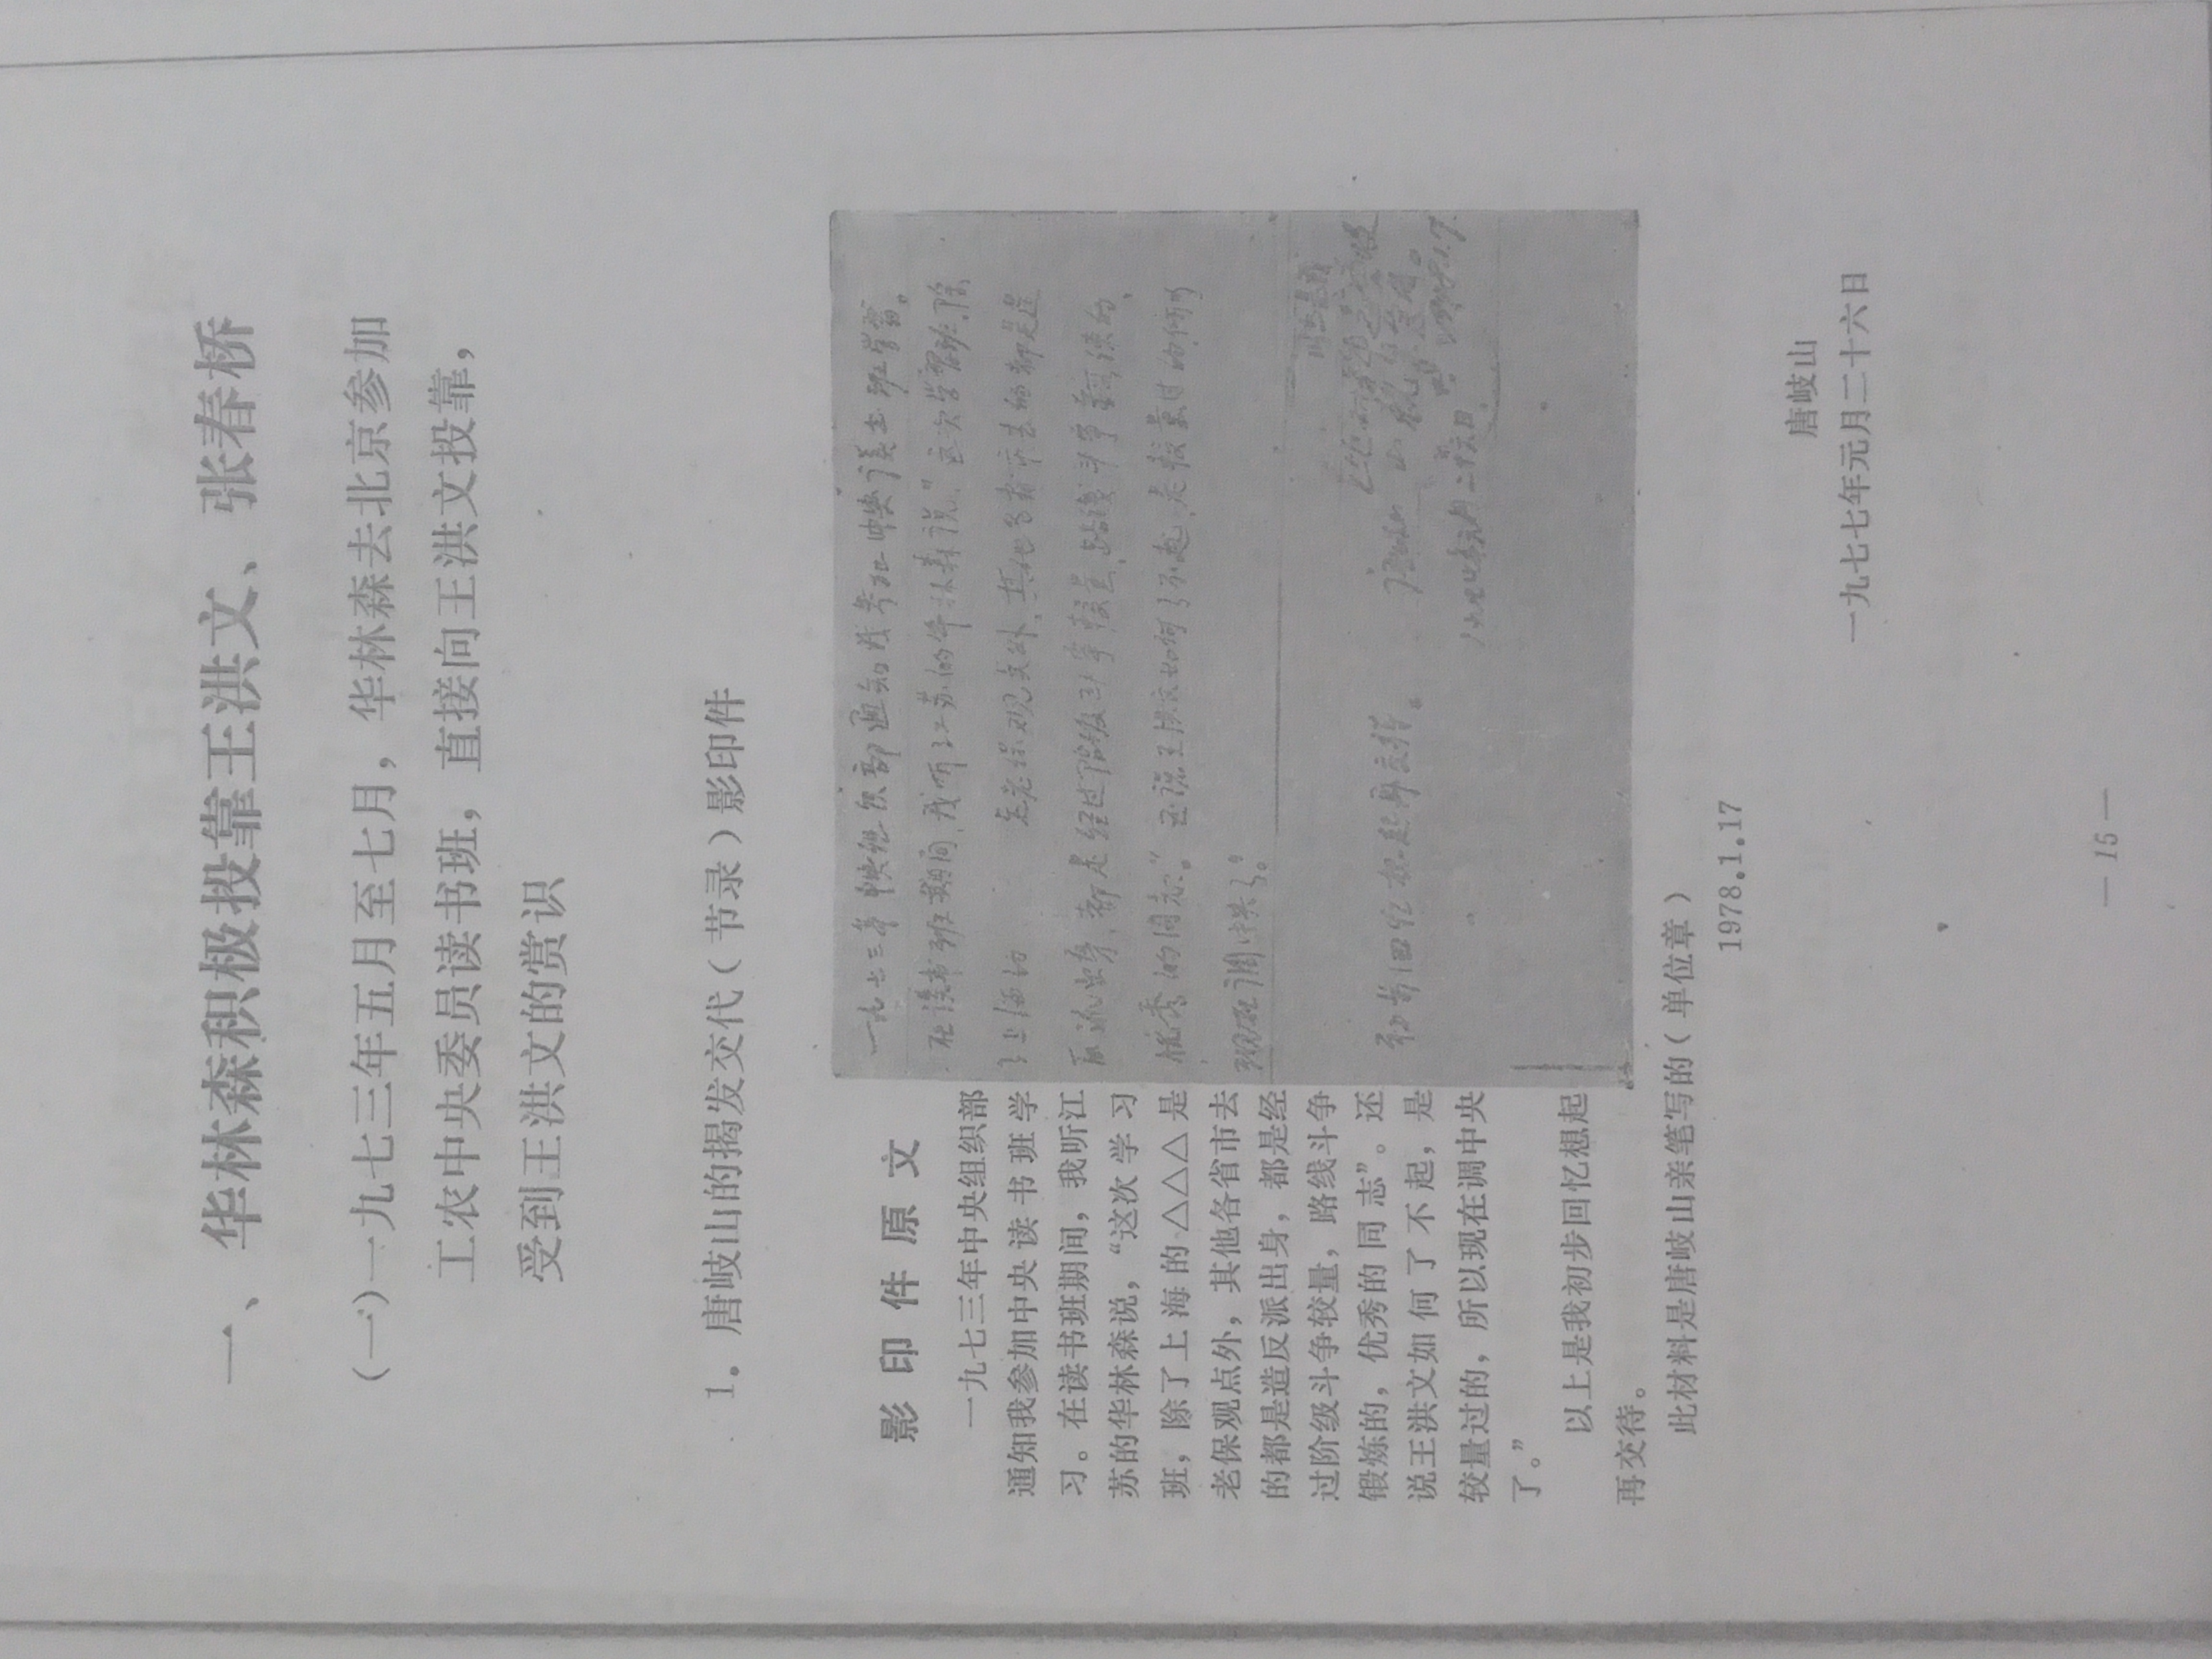 一、华林森积极投靠王洪文、张春桥
(一)一九七三年五月至七月，华林森去北京参加
工农中央委员读书班，直接向王洪文投靠，
受到王洪文的赏识
1. 唐岐山的揭发交代(节录)影印件
影印件原文
一九七三年中央组织部
通知我参加中央读书班学
习。在读书班期间，我听江
苏的华林森说，“这次学习
班，除了上海的△△△是
老保观点外，其他各省市去
的都是造反派出身，都是经
过阶级斗争较量，路线斗争
锻炼的，优秀的同志”。还
说王洪文如何了不起，是
较量过的，所以现在调中央
了。”
以上是我初步回忆想起
再交待。
此材料是唐岐山亲笔写的(单位章)
1978.1.17
唐岐山
一九七七年元月二十六日
一九七三年中央组织部通知我参加中央读书班学习。
在读书班期间，我听江苏的华林森说，“这次学习班，除
了上海的 是老保观点外，其他各省市去的都是造
反派出身，都是经过阶级斗争较量，路线斗争锻炼的，
优秀的同志”。还说王洪文如何了不起，是较量过的，所以
现在调中央了。
初步回忆想起再交待。
唐岐山
一九七七年元月二十六日
— 15 —